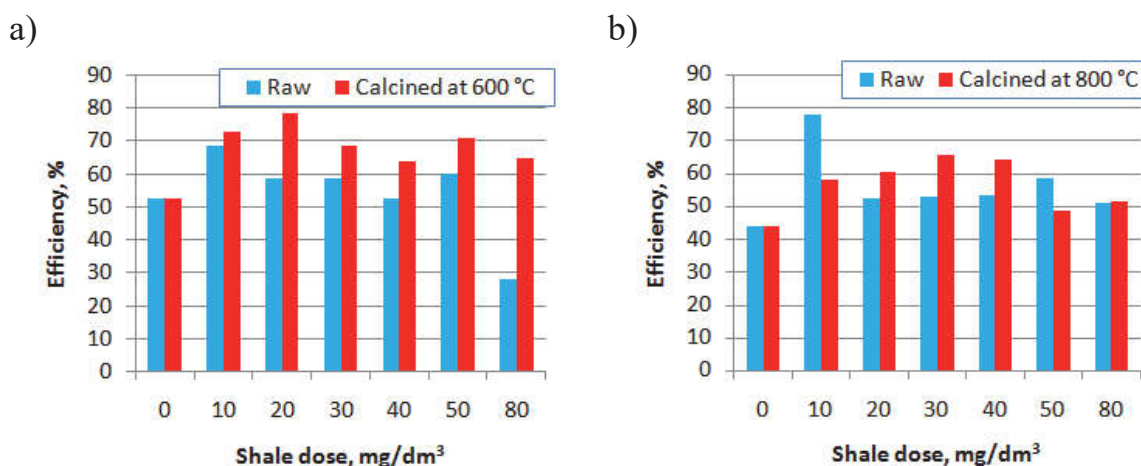 a)
Raw Calcined at 600 °C
90
80
70
60
50
40
30
20
10
0
Efficiency, %
0 10 20 30 40 50 80
Shale dose, mg/dm³
b)
Raw Calcined at 800 °C
90
80
70
60
50
40
30
20
10
0
Efficiency, %
0 10 20 30 40 50 80
Shale dose, mg/dm³